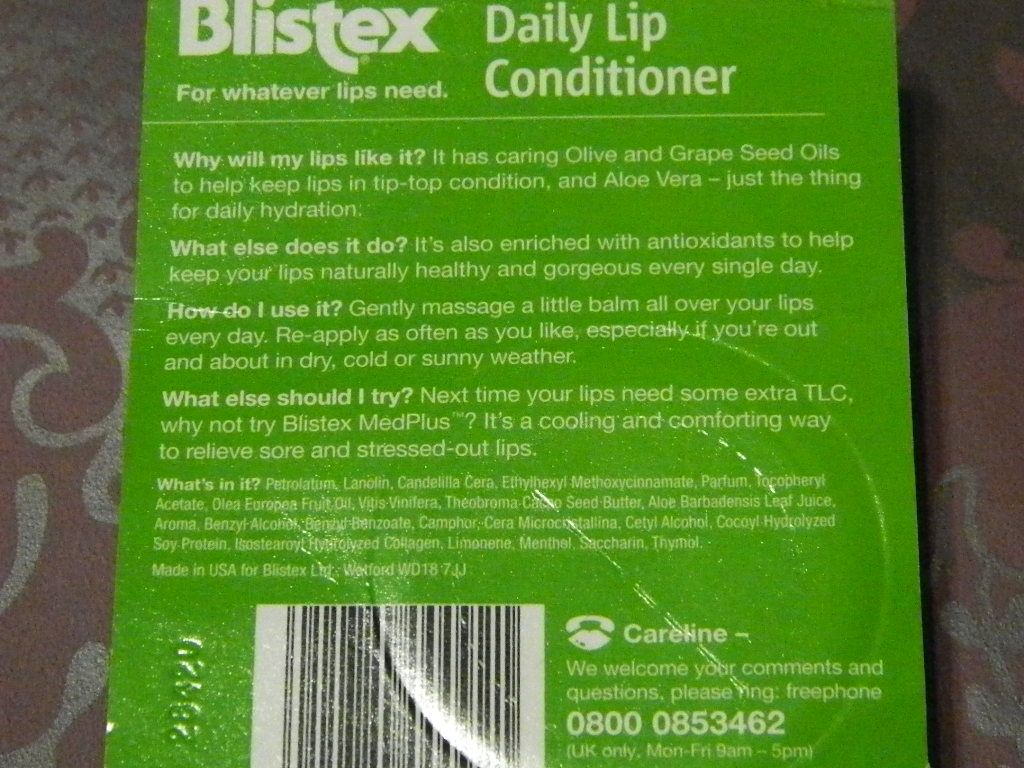 Blistex
Daily Lip
Conditioner
For whatever lips need.
Why will my lips like it? It has caring Olive and Grape Seed Oils
to help keep lips in tip-top condition, and Aloe Vera – just the thing
for daily hydration.
What else does it do? It's also enriched with antioxidants to help
keep your lips naturally healthy and gorgeous every single day.
How do I use it? Gently massage a little balm all over your lips
every day. Re-apply as often as you like, especially if you're out
and about in dry, cold or sunny weather.
What else should I try? Next time your lips need some extra TLC,
why not try Blistex MedPlus™? It's a cooling and comforting way
to relieve sore and stressed-out lips.
What's in it? Petrolatum, Lanolin, Candelilla Cera, Ethylhexyl Methoxycinnamate, Parfum, Tocopheryl
Acetate, Olea Europea Fruit Oil, Vitis Vinifera, Theobroma Cacao Seed Butter, Aloe Barbadensis Leaf Juice,
Aroma, Benzyl Alcohol, Benzyl Benzoate, Camphor, Cera Microcristallina, Cetyl Alcohol, Cocoyl Hydrolyzed
Soy Protein, Isostearoyl Hydrolyzed Collagen, Limonene, Menthol, Saccharin, Thymol.
Made in USA for Blistex Ltd, Watford WD18 7JJ
Careline –
We welcome your comments and
questions, please ring: freephone
0800 0853462
(UK only, Mon-Fri 9am – 5pm)